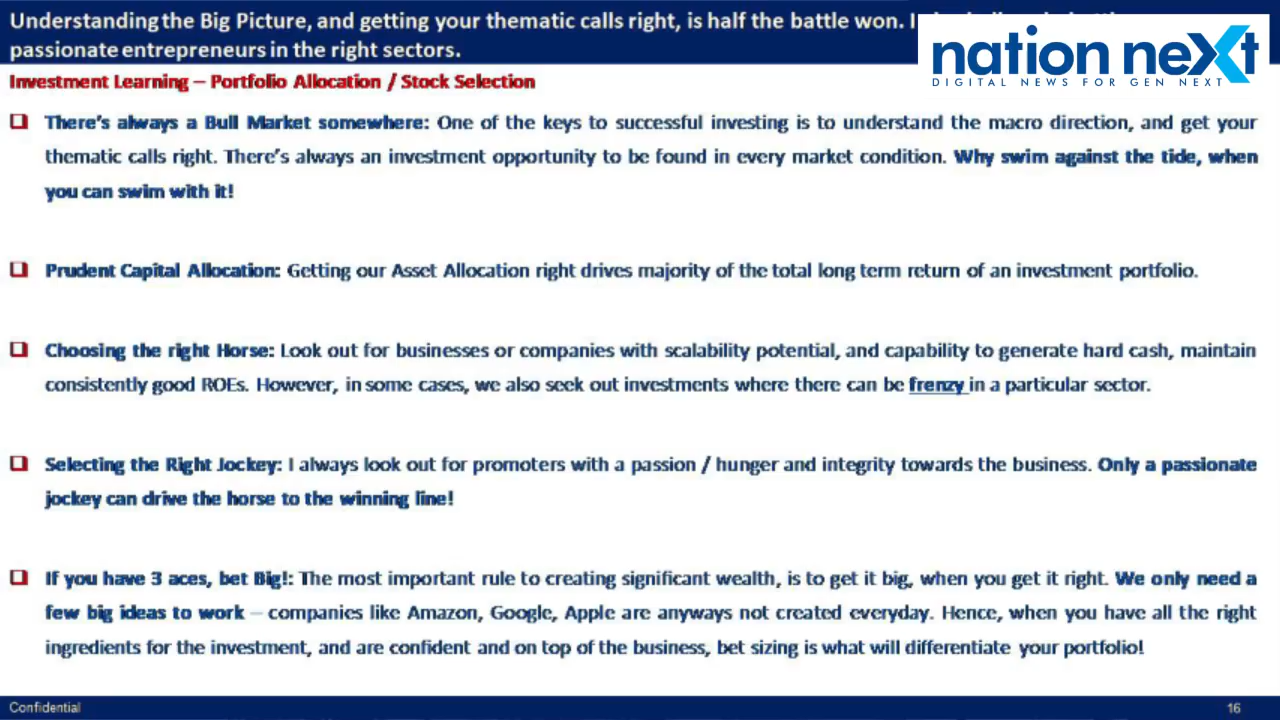 Understanding the Big Picture, and getting your thematic calls right, is half the battle won.
passionate entrepreneurs in the right sectors.
nation next
DIGITAL NEWS FOR GEN NEXT
Investment Learning – Portfolio Allocation / Stock Selection
There's always a Bull Market somewhere: One of the keys to successful investing is to understand the macro direction, and get your
thematic calls right. There's always an investment opportunity to be found in every market condition. Why swim against the tide, when
you can swim with it!
Prudent Capital Allocation: Getting our Asset Allocation right drives majority of the total long term return of an investment portfolio.
Choosing the right Horse: Look out for businesses or companies with scalability potential, and capability to generate hard cash, maintain
consistently good ROEs. However, in some cases, we also seek out investments where there can be frenzy in a particular sector.
Selecting the Right Jockey: I always look out for promoters with a passion / hunger and integrity towards the business. Only a passionate
jockey can drive the horse to the winning line!
If you have 3 aces, bet Big!: The most important rule to creating significant wealth, is to get it big, when you get it right. We only need a
few big ideas to work – companies like Amazon, Google, Apple are anyways not created everyday. Hence, when you have all the right
ingredients for the investment, and are confident and on top of the business, bet sizing is what will differentiate your portfolio!
Confidential
16